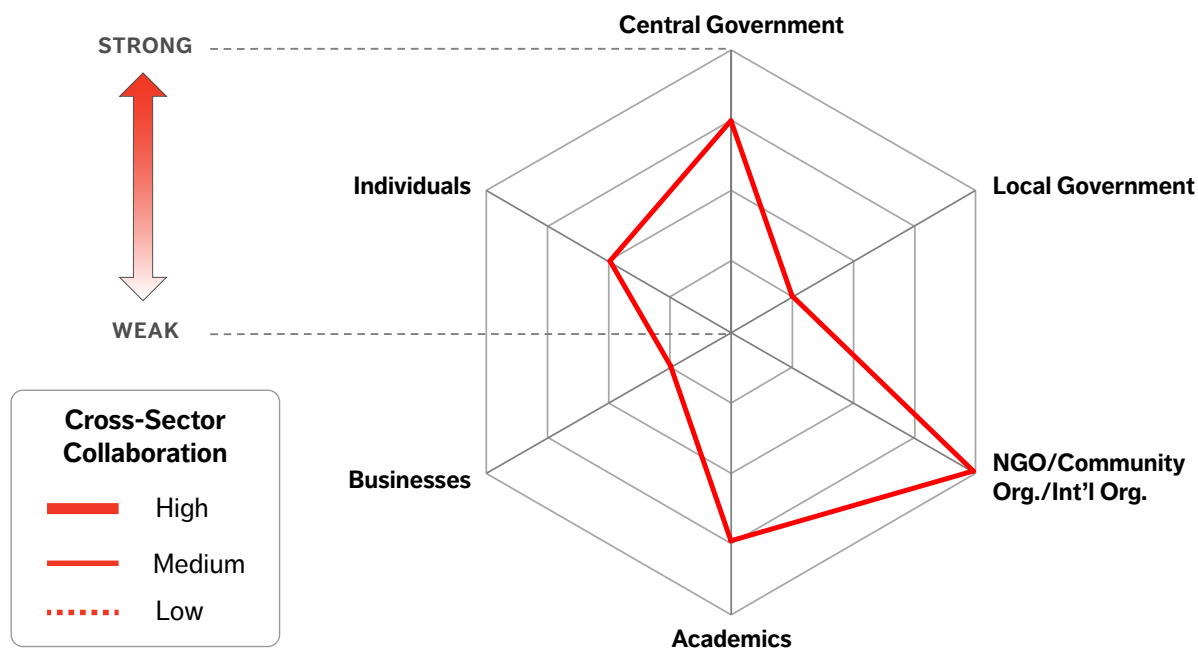 Central Government
STRONG
Individuals
Local Government
WEAK
Cross-Sector
Collaboration
High
Medium
Low
Businesses
NGO/Community
Org./Int'l Org.
Academics